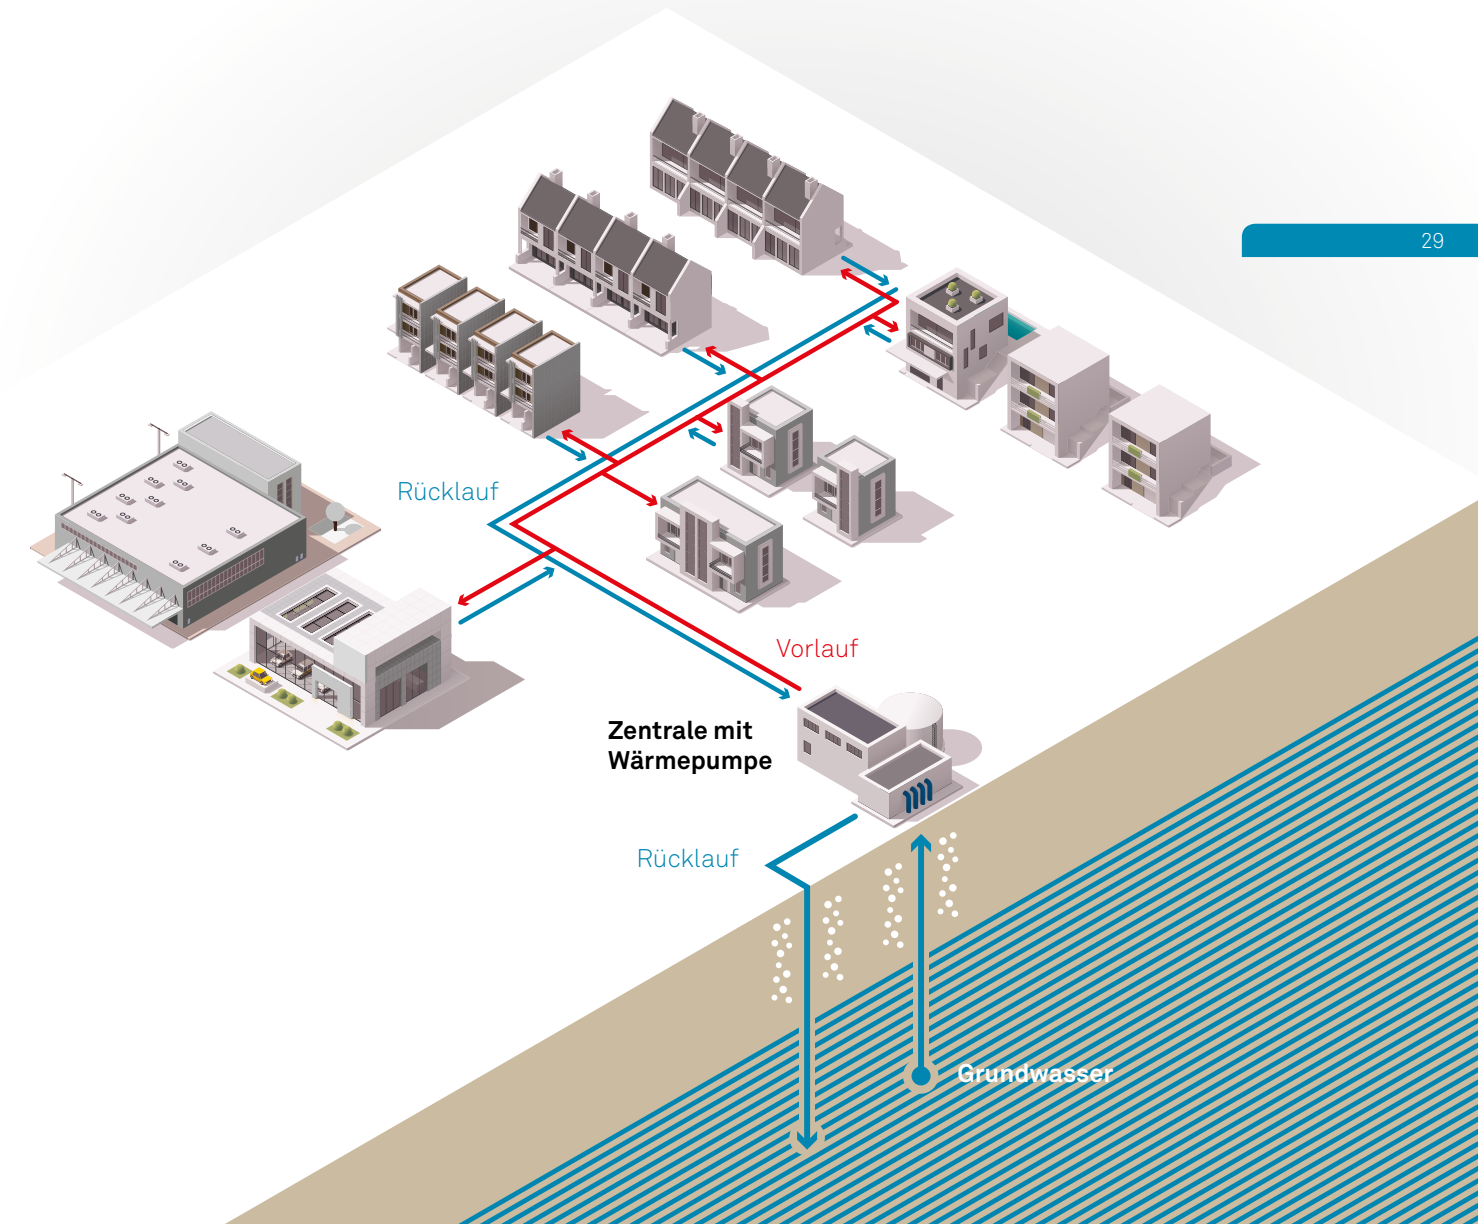 29
Rücklauf
Vorlauf
Zentrale mit
Wärmepumpe
Rücklauf
Grundwasser